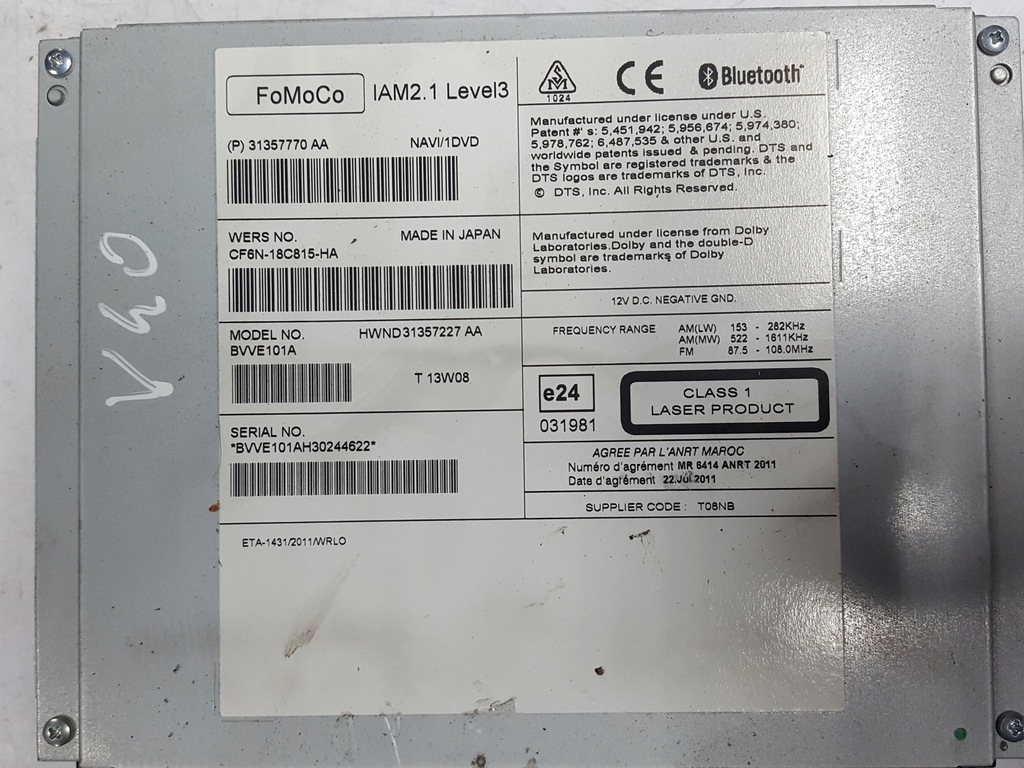 V40
FoMoCo
IAM2.1 Level3
(P) 31357770 AA NAVI/1DVD
WERS NO. MADE IN JAPAN
CF6N-18C815-HA
MODEL NO. HWND31357227 AA
BVVE101A
T 13W08
SERIAL NO.
*BVVE101AH30244622*
ETA-1431/2011/WRLO
SM
1024
CE
Bluetooth
Manufactured under license under U.S.
Patent #' s: 5,451,942; 5,956,674; 5,974,380;
5,978,762; 6,487,535 & other U.S. and
worldwide patents issued & pending. DTS and
the Symbol are registered trademarks & the
DTS logos are trademarks of DTS, Inc.
© DTS, Inc. All Rights Reserved.
Manufactured under license from Dolby
Laboratories.Dolby and the double-D
symbol are trademarks of Dolby
Laboratories.
12V D.C. NEGATIVE GND.
FREQUENCY RANGE AM(LW) 153 - 282KHz
AM(MW) 522 - 1611KHz
FM 87.5 - 108.0MHz
e24
031981
CLASS 1
LASER PRODUCT
AGREE PAR L'ANRT MAROC
Numéro d'agrément MR 6414 ANRT 2011
Date d'agrément 22.Jul 2011
SUPPLIER CODE : T08NB